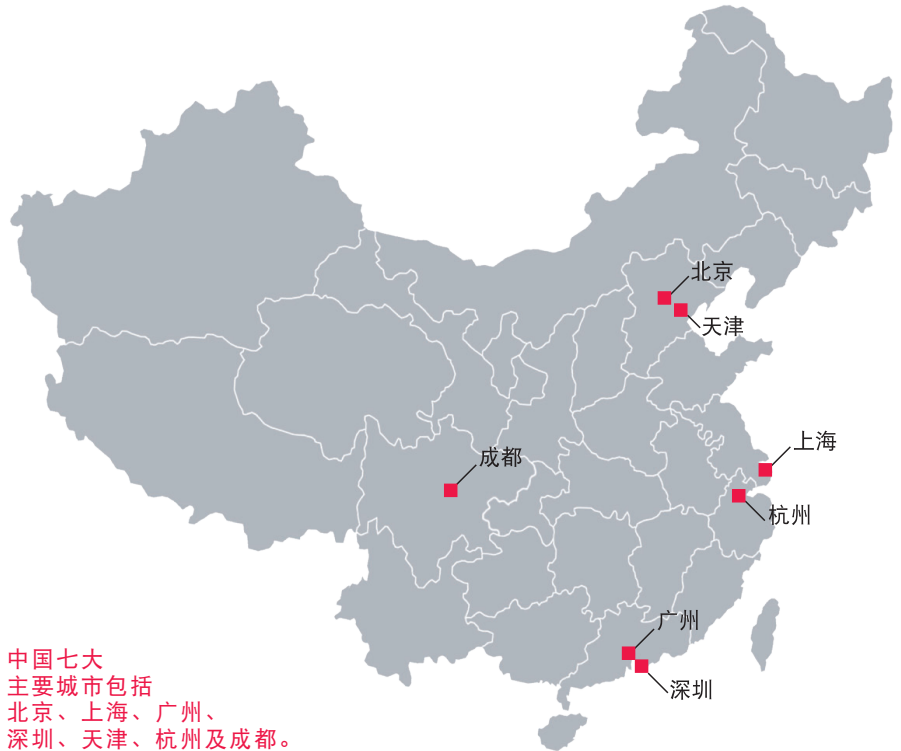 北京
天津
上海
成都
杭州
广州
深圳
中国七大
主要城市包括
北京、上海、广州、
深圳、天津、杭州及成都。